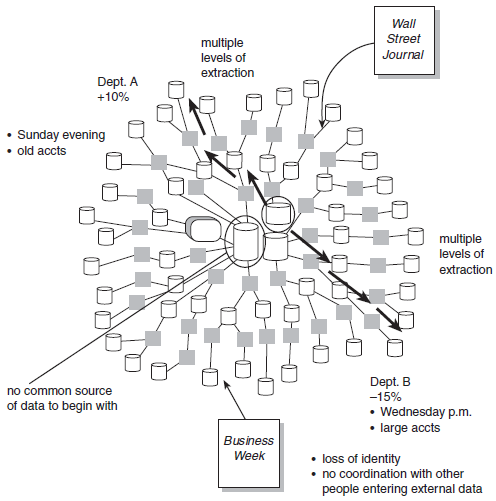 Wall
Street
Journal
multiple
levels of
extraction
Dept. A
+10%
• Sunday evening
• old accts
multiple
levels of
extraction
no common source
of data to begin with
Dept. B
–15%
• Wednesday p.m.
• large accts
Business
Week
• loss of identity
• no coordination with other
people entering external data